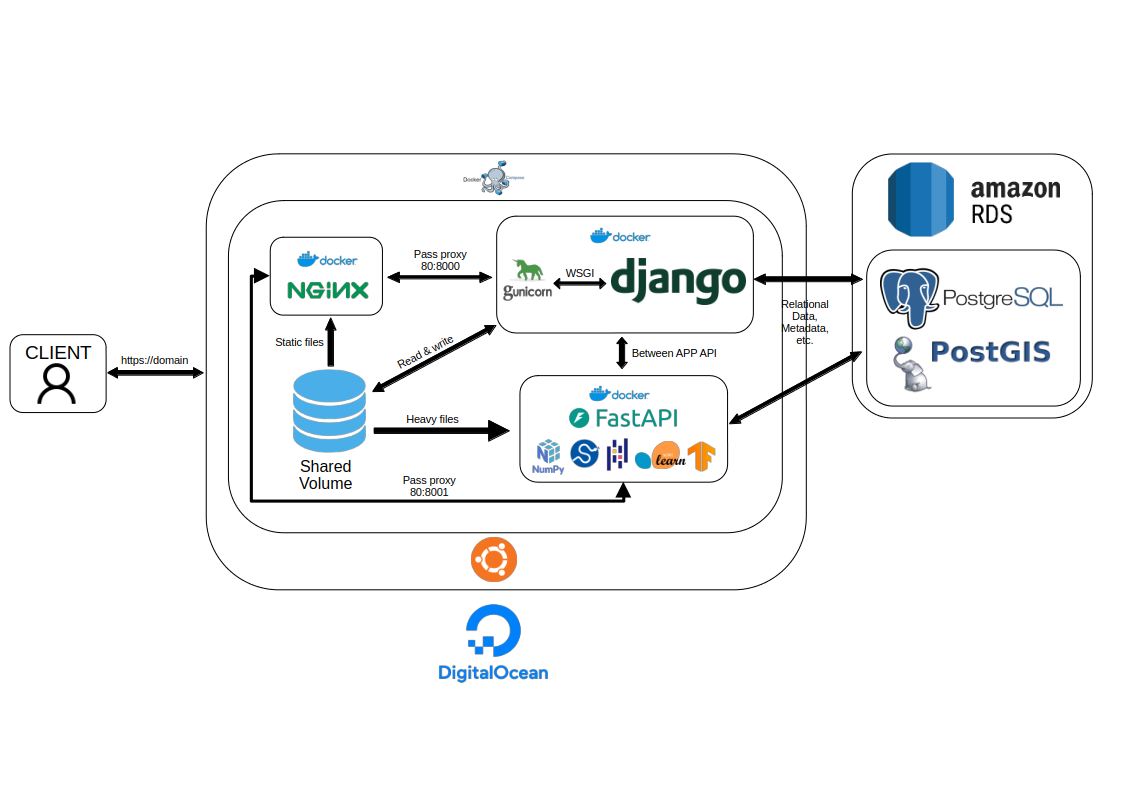 Docker
Compose
amazon
RDS
docker
NGiNX
Pass proxy
80:8000
docker
gunicorn
WSGI
django
PostgreSQL
PostGIS
Relational
Data,
Metadata,
etc.
CLIENT
https://domain
Static files
Read & write
Between APP API
docker
FastAPI
NumPy
learn
Heavy files
Shared
Volume
Pass proxy
80:8001
DigitalOcean